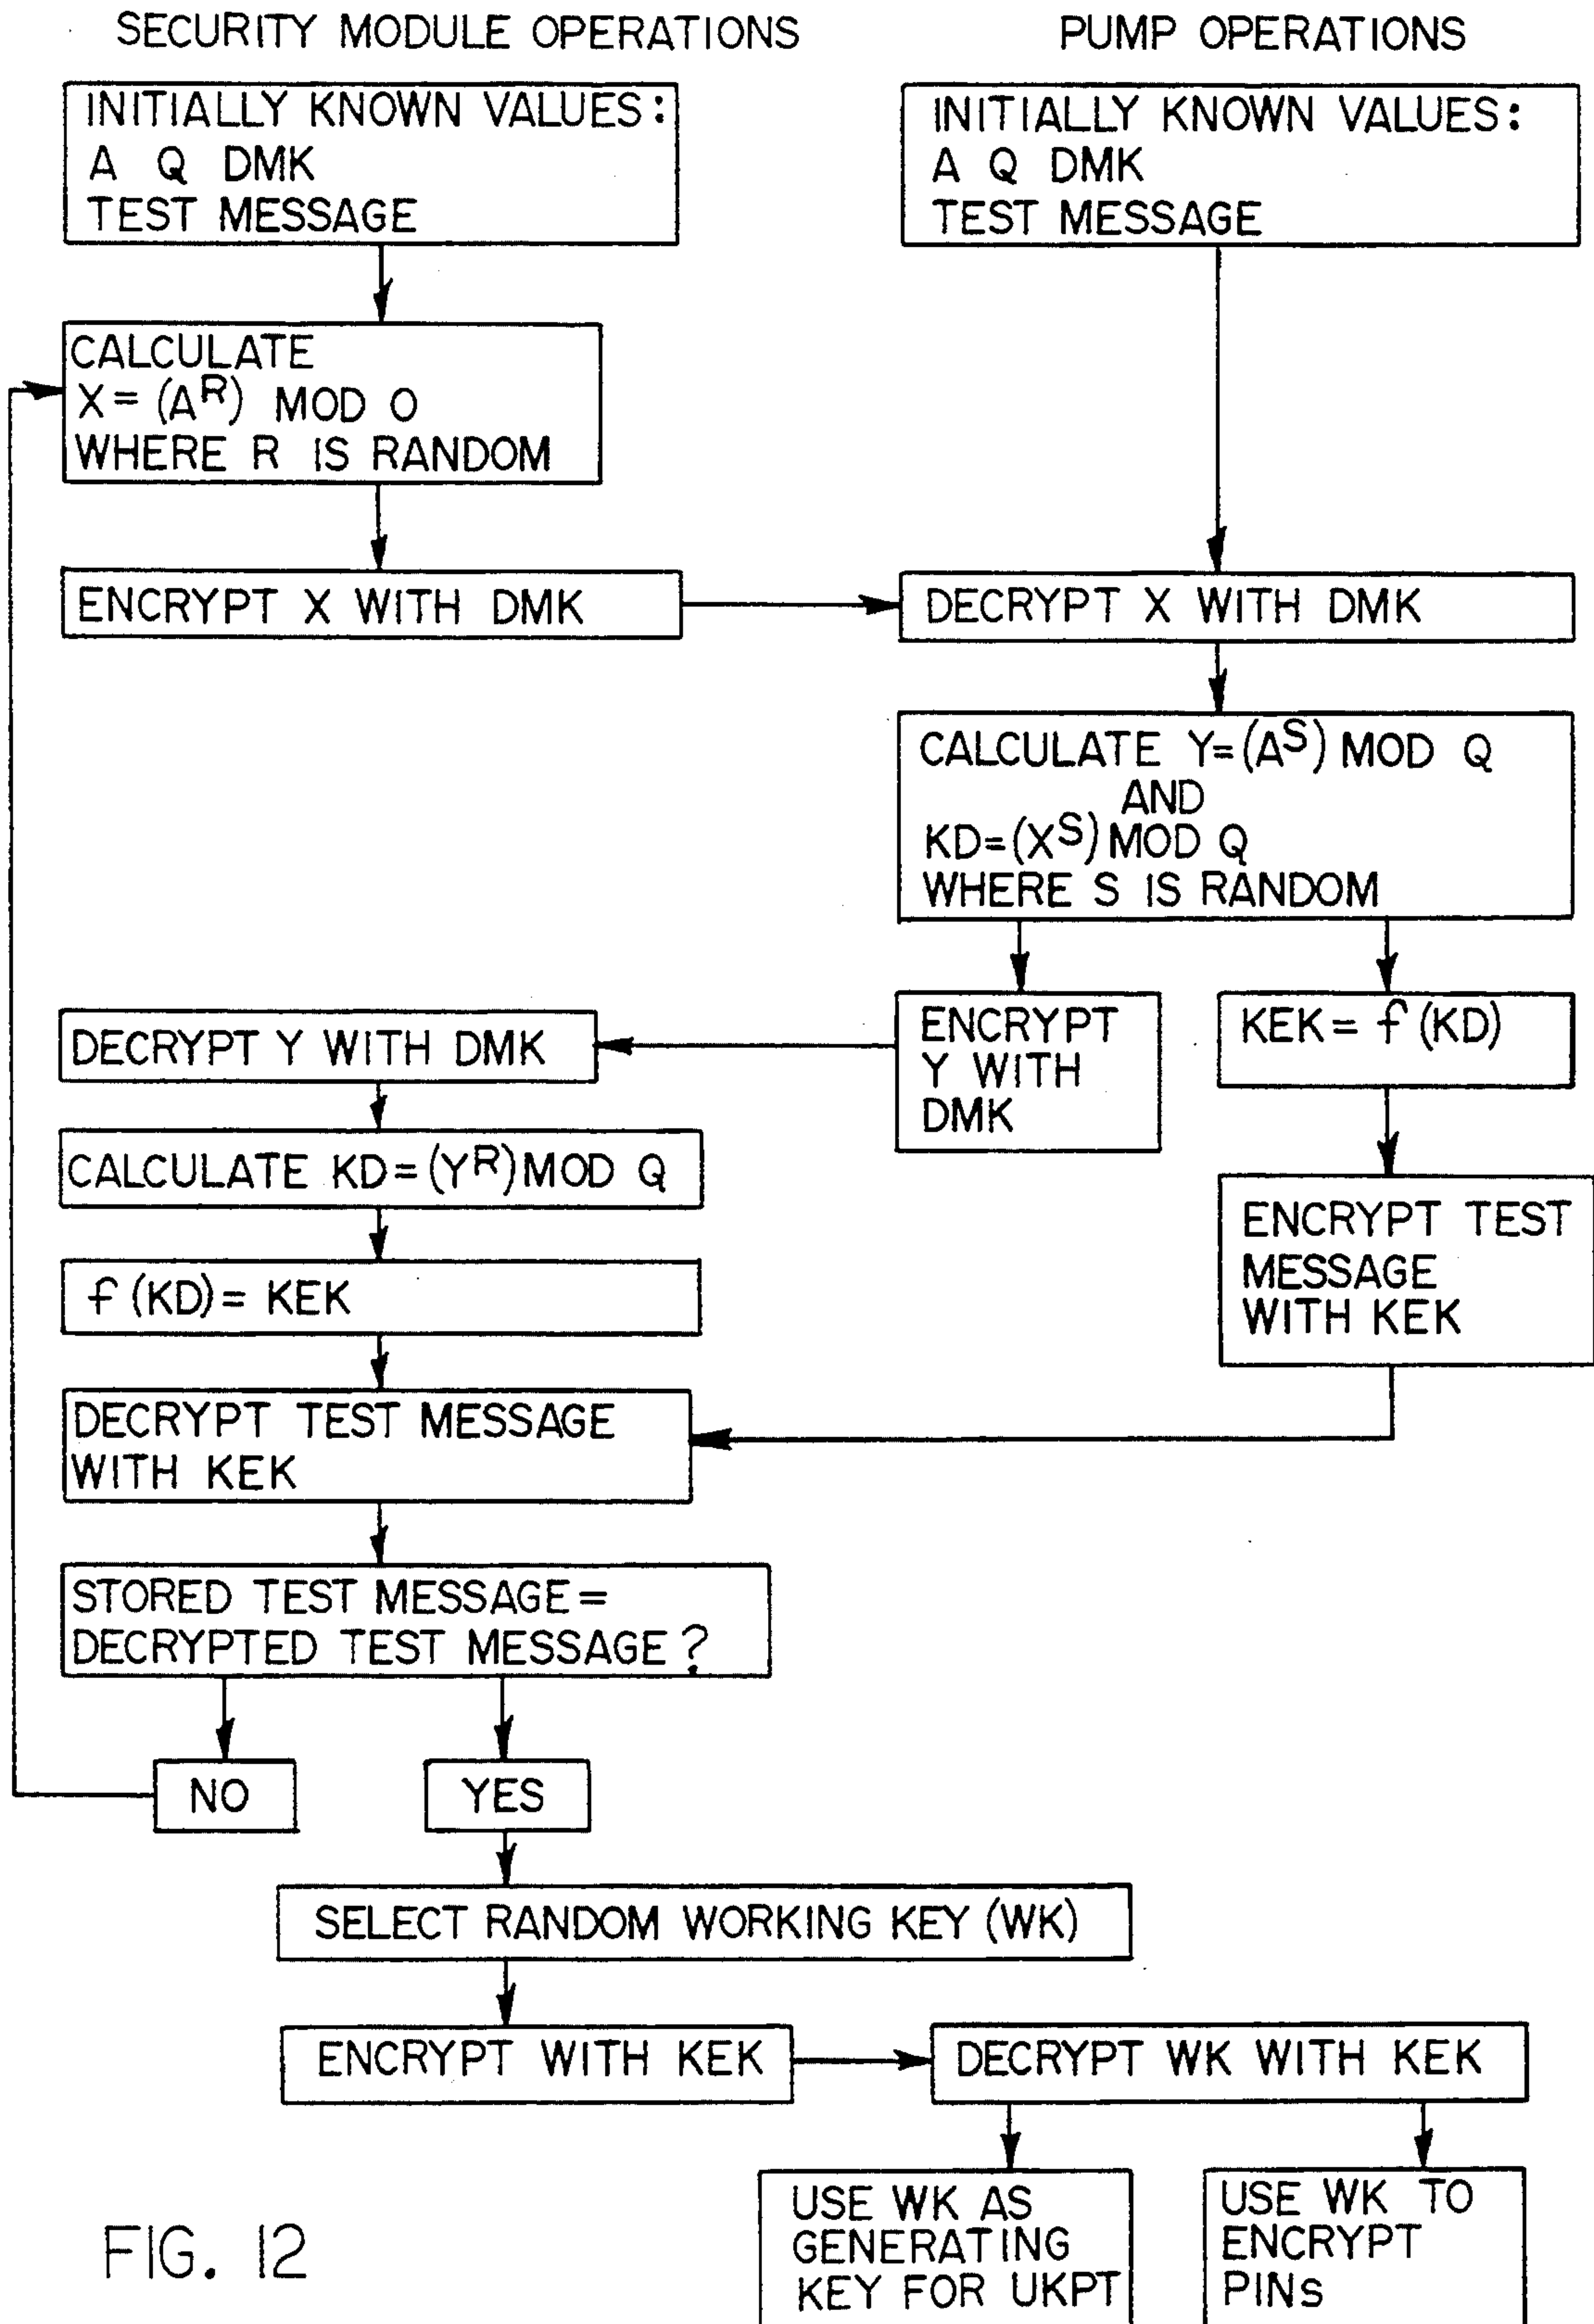 SECURITY MODULE OPERATIONS
PUMP OPERATIONS
INITIALLY KNOWN VALUES:
A Q DMK
TEST MESSAGE
INITIALLY KNOWN VALUES:
A Q DMK
TEST MESSAGE
CALCULATE
X = (A^R) MOD O
WHERE R IS RANDOM
ENCRYPT X WITH DMK
DECRYPT X WITH DMK
CALCULATE Y=(A^S) MOD Q
AND
KD=(X^S) MOD Q
WHERE S IS RANDOM
ENCRYPT
Y WITH
DMK
KEK = f (KD)
DECRYPT Y WITH DMK
CALCULATE KD=(Y^R) MOD Q
f (KD) = KEK
ENCRYPT TEST
MESSAGE
WITH KEK
DECRYPT TEST MESSAGE
WITH KEK
STORED TEST MESSAGE =
DECRYPTED TEST MESSAGE ?
NO
YES
SELECT RANDOM WORKING KEY (WK)
ENCRYPT WITH KEK
DECRYPT WK WITH KEK
USE WK AS
GENERATING
KEY FOR UKPT
USE WK TO
ENCRYPT
PINs
FIG. 12